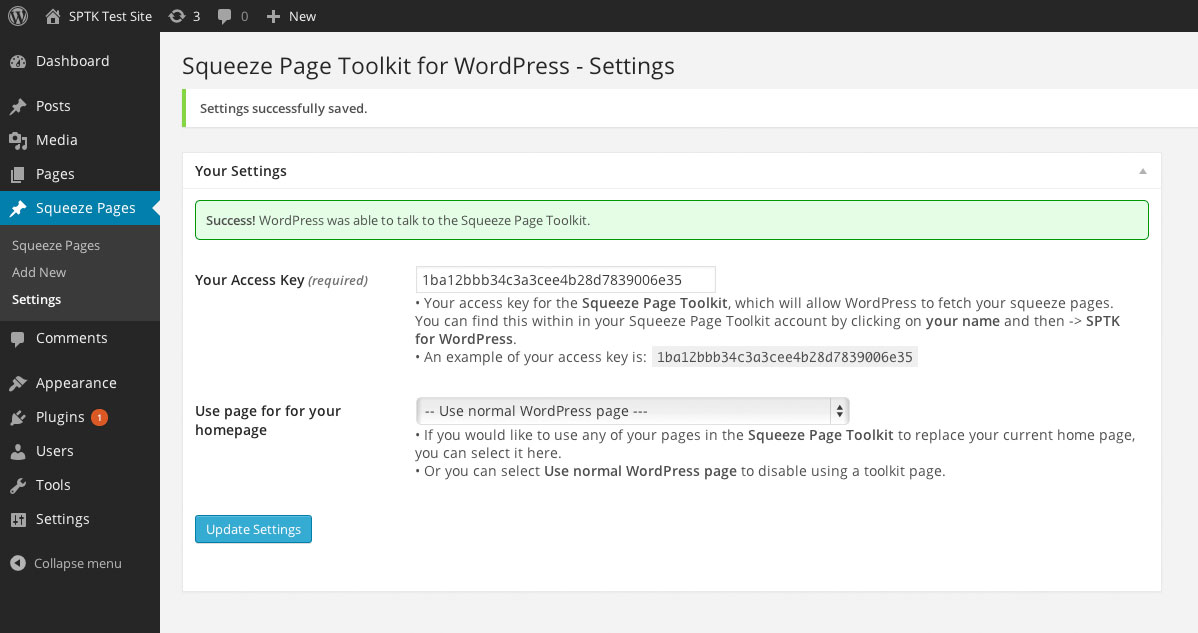 SPTK Test Site 3 0 New
Dashboard
Posts
Media
Pages
Squeeze Pages
Squeeze Pages
Add New
Settings
Comments
Appearance
Plugins 1
Users
Tools
Settings
Collapse menu
Squeeze Page Toolkit for WordPress - Settings
Settings successfully saved.
Your Settings
Success! WordPress was able to talk to the Squeeze Page Toolkit.
Your Access Key (required)
1ba12bbb34c3a3cee4b28d7839006e35
• Your access key for the Squeeze Page Toolkit, which will allow WordPress to fetch your squeeze pages.
You can find this within in your Squeeze Page Toolkit account by clicking on your name and then -> SPTK
for WordPress.
• An example of your access key is: 1ba12bbb34c3a3cee4b28d7839006e35
Use page for for your
homepage
-- Use normal WordPress page ---
• If you would like to use any of your pages in the Squeeze Page Toolkit to replace your current home page,
you can select it here.
• Or you can select Use normal WordPress page to disable using a toolkit page.
Update Settings